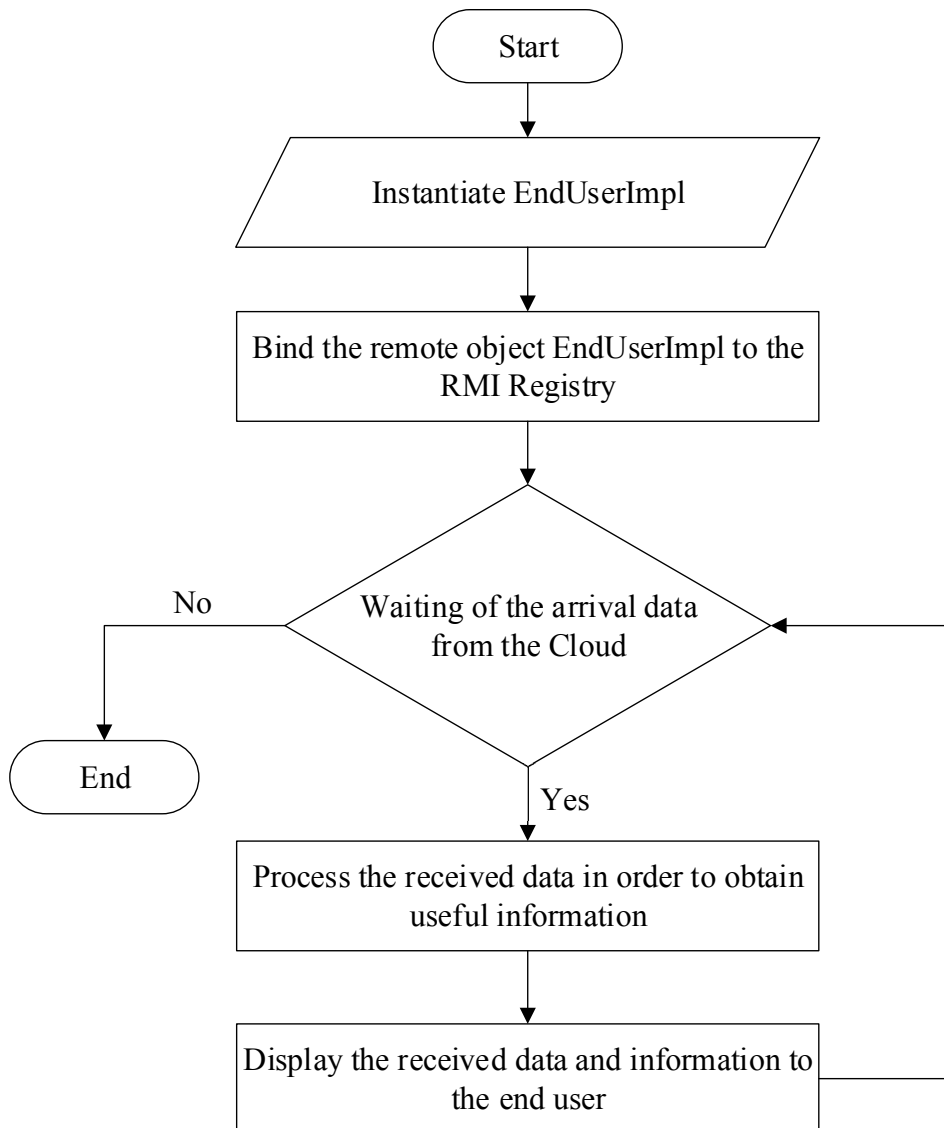 Start
Instantiate EndUserImpl
Bind the remote object EndUserImpl to the
RMI Registry
No
Waiting of the arrival data
from the Cloud
End
Yes
Process the received data in order to obtain
useful information
Display the received data and information to
the end user